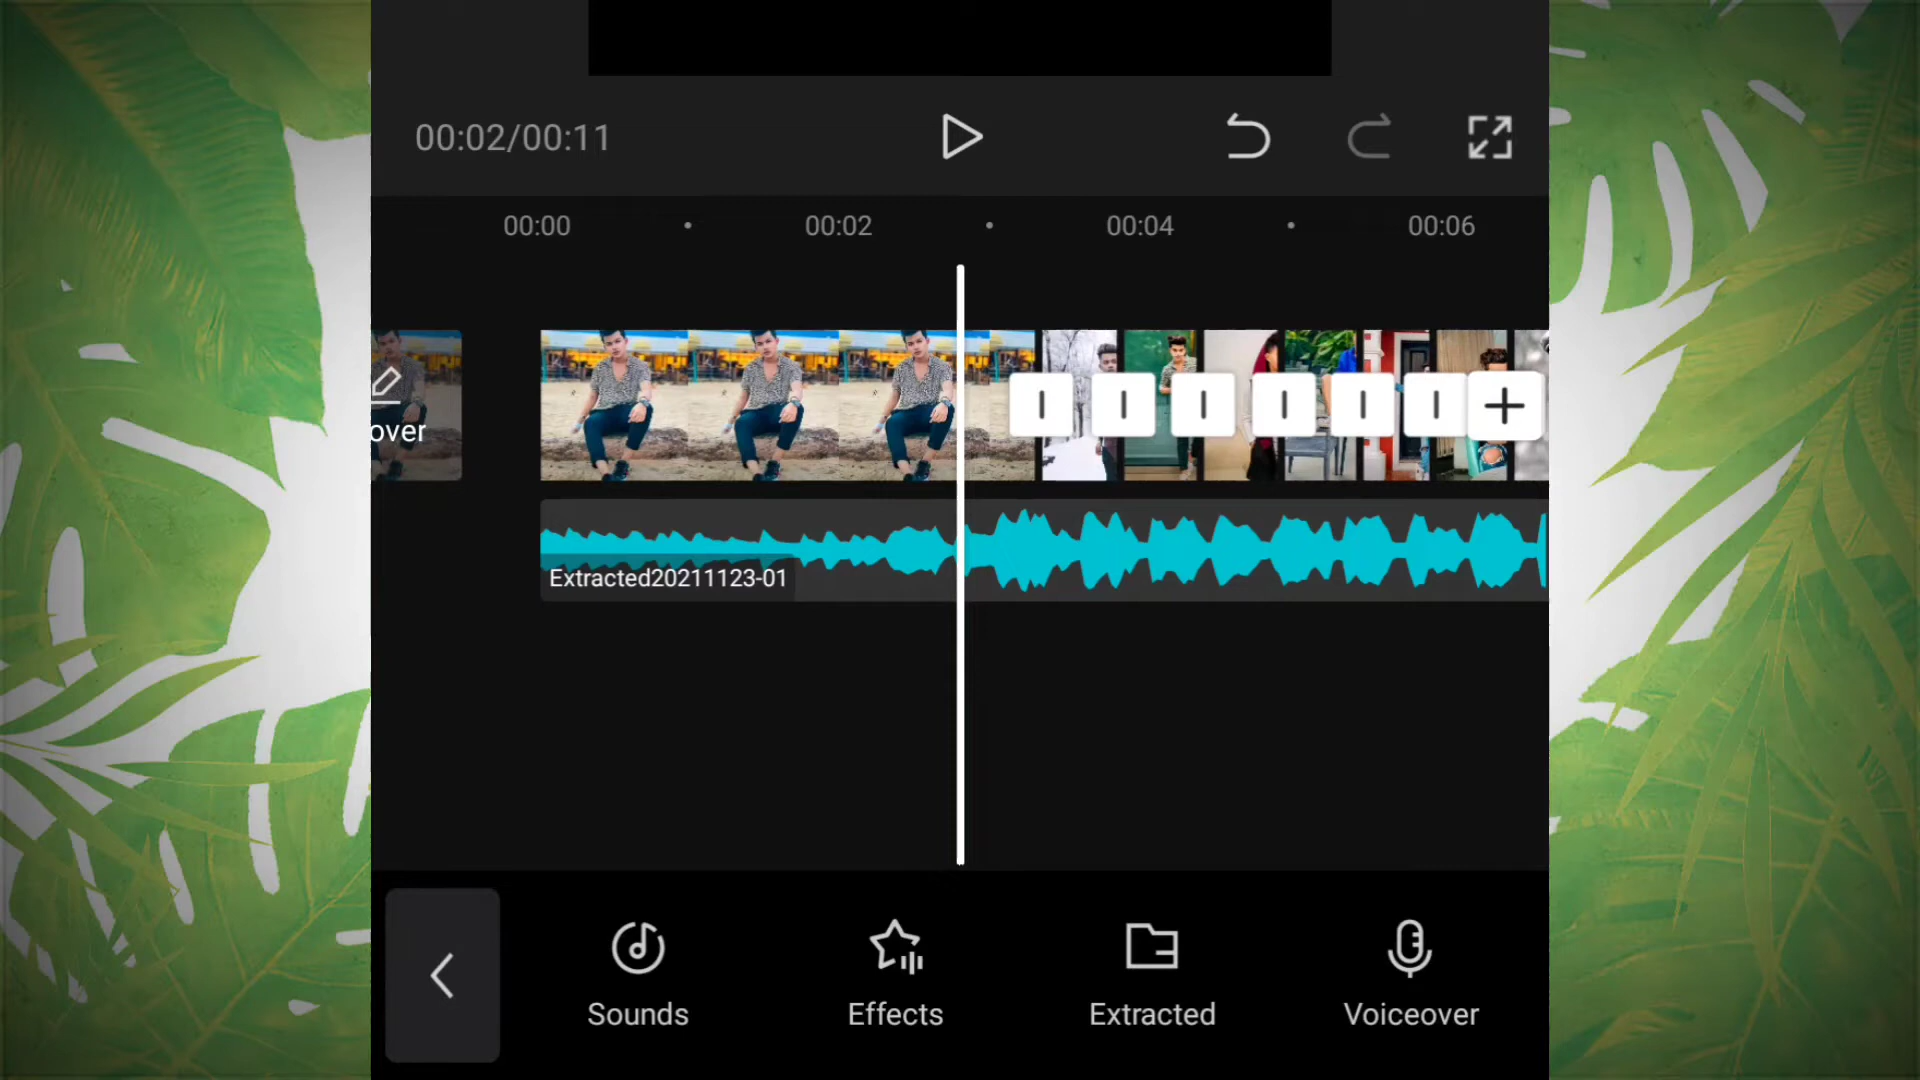 00:02/00:11
00:00 00:02 00:04 00:06
over
Extracted20211123-01
Sounds Effects Extracted Voiceover